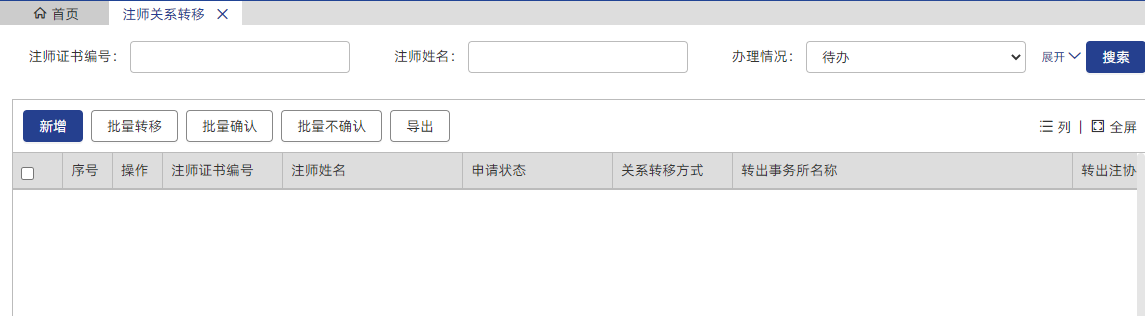 首页 注师关系转移
注师证书编号： 注师姓名： 办理情况： 待办 展开 搜索
新增 批量转移 批量确认 批量不确认 导出 列 | 全屏
序号 操作 注师证书编号 注师姓名 申请状态 关系转移方式 转出事务所名称 转出注协